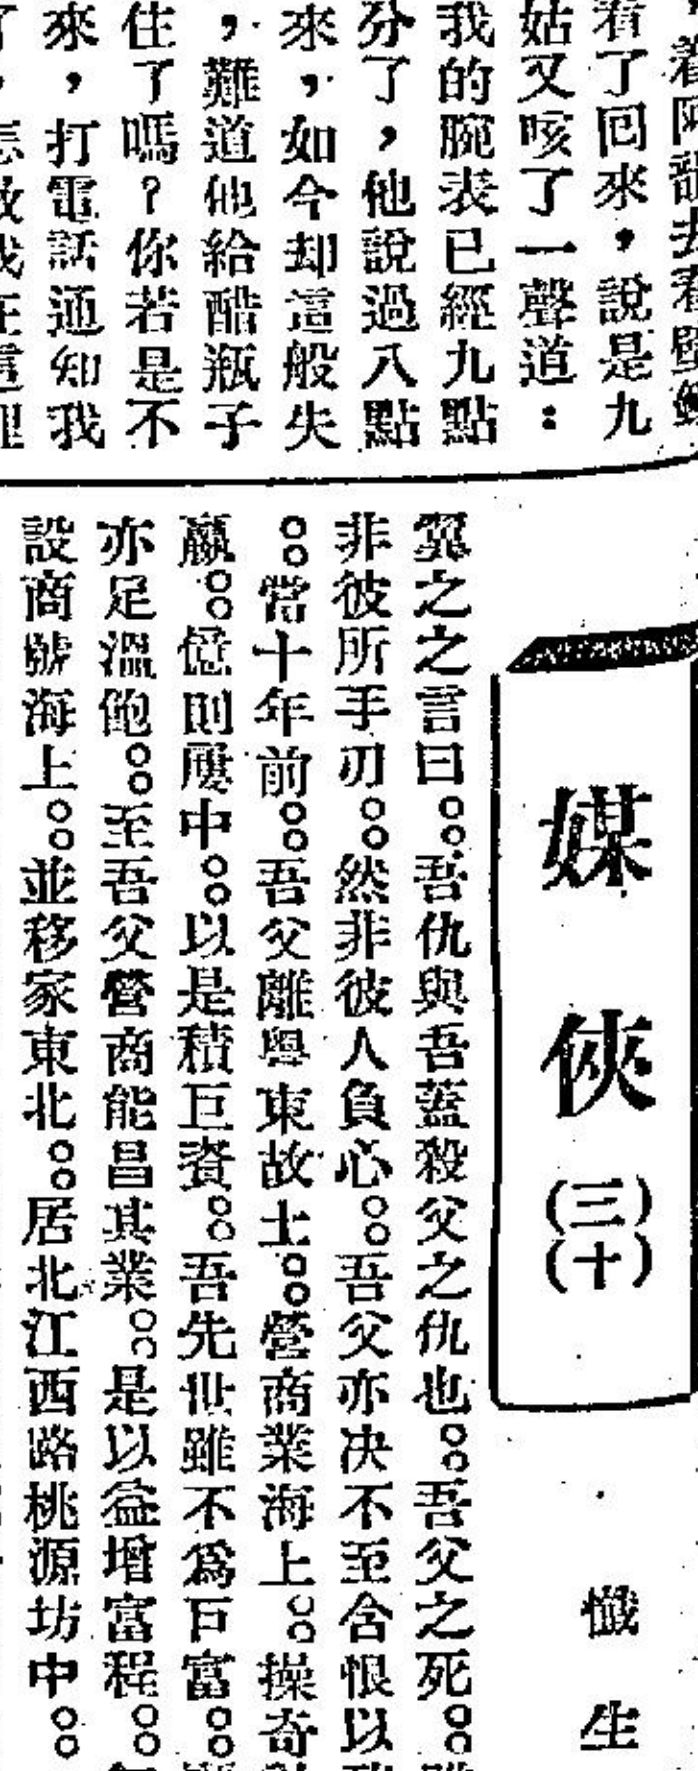 看了回來，說是九
姑又咳了一聲道：
我的腕表已經九點
分了，他說過八點
來，如今却這般失
，難道他給醋瓶子
住了嗎？你若是不
來，打電話通知我
媒俠
(三十)
懺生
翼之之言曰。。吾仇與吾蓋殺父之仇也。。吾父之死。。
非彼所手刃。。然非彼人負心。。吾父亦决不至含恨以
。。當十年前。。吾父離粤東故土。。營商業海上。。操奇
贏。。億則屢中。。以是積巨資。。吾先世雖不爲巨富。。
亦足溫飽。。至吾父營商能昌其業。。是以益增富程。。
設商號海上。。並移家東北。。居北江西路桃源坊中。。